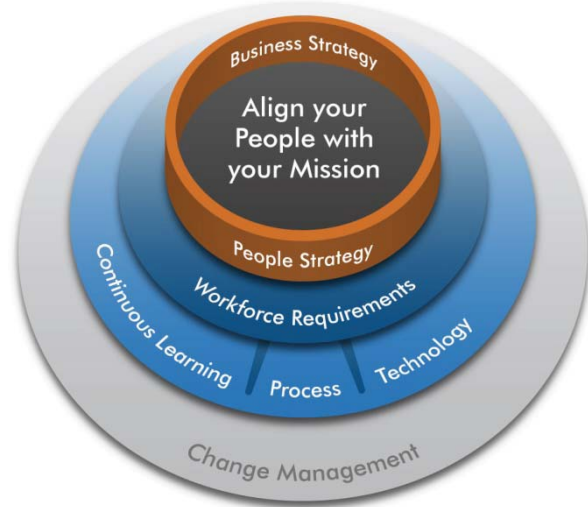 Business Strategy
Align your
People with
your Mission
People Strategy
Workforce Requirements
Continuous Learning
Process
Technology
Change Management